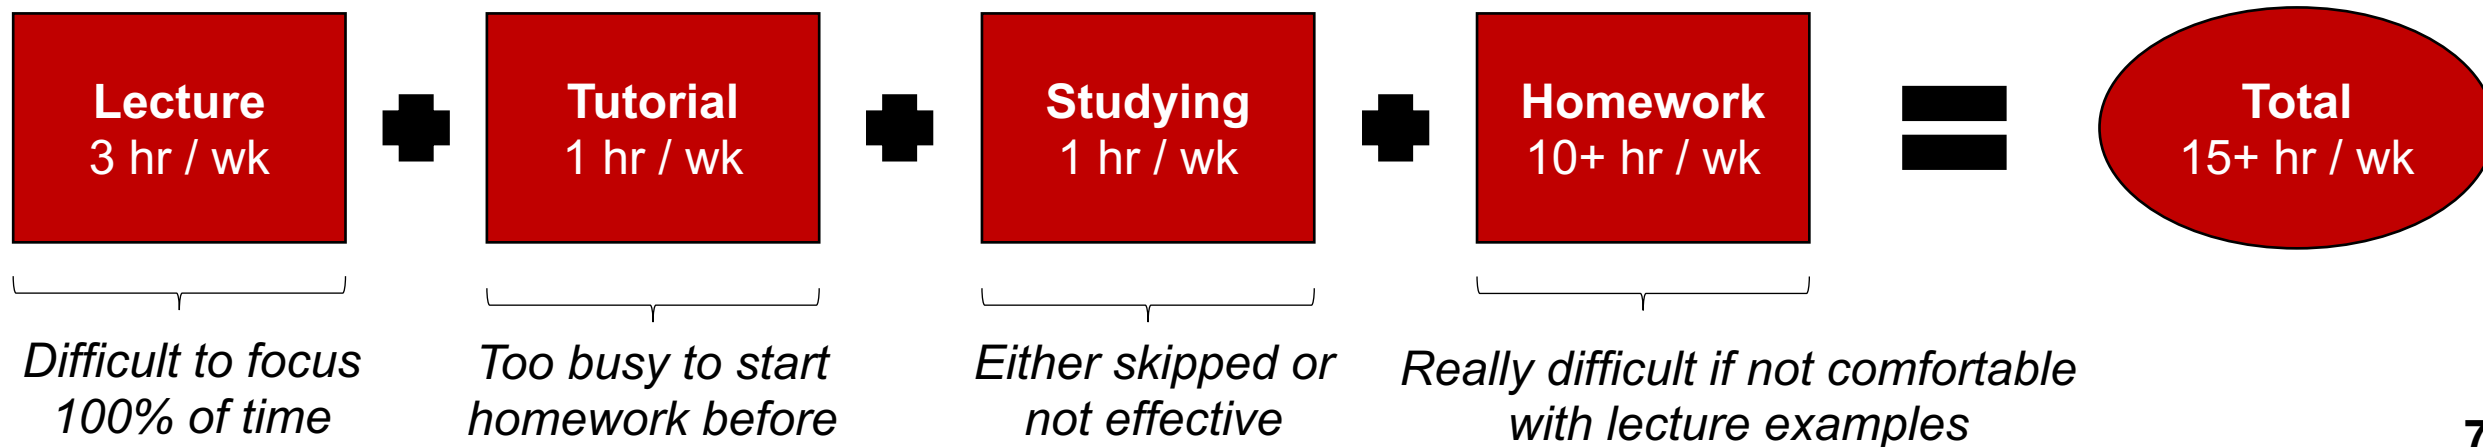 Lecture
3 hr / wk
Tutorial
1 hr / wk
Studying
1 hr / wk
Homework
10+ hr / wk
Total
15+ hr / wk
Difficult to focus
100% of time
Too busy to start
homework before
Either skipped or
not effective
Really difficult if not comfortable
with lecture examples
7